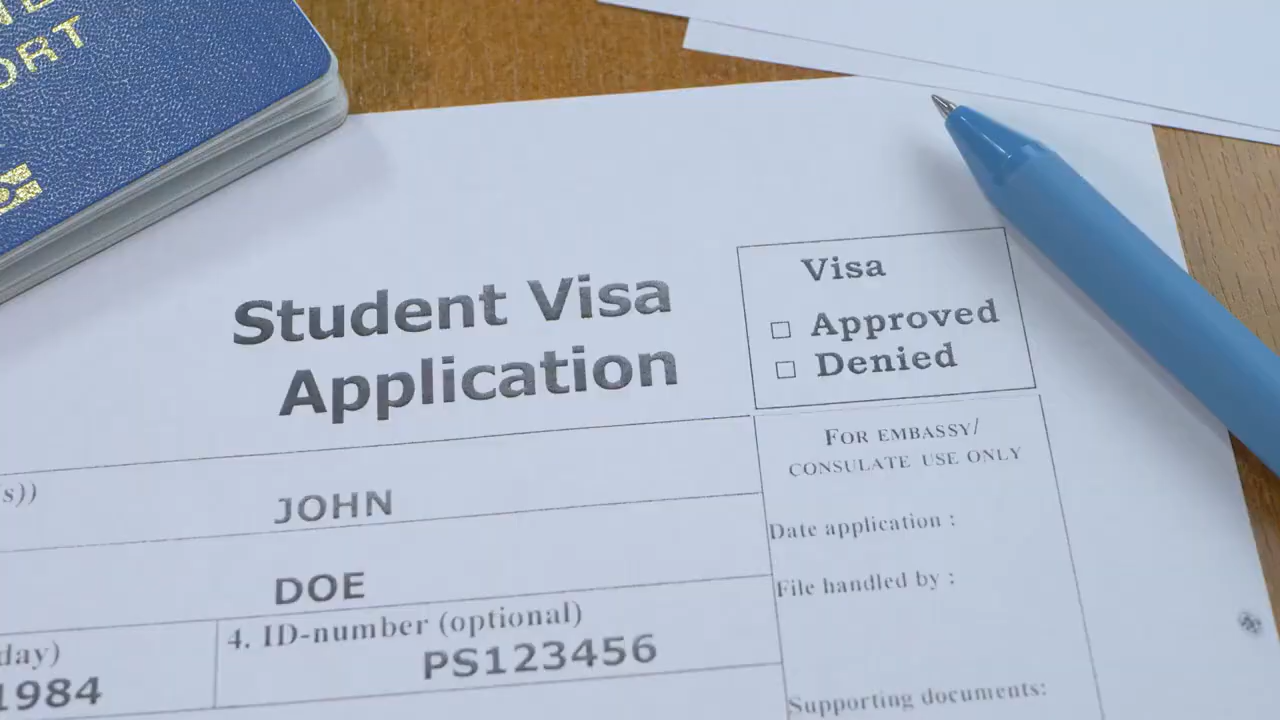 ORT
Student Visa
Application
Visa
□ Approved
□ Denied
FOR EMBASSY/
CONSULATE USE ONLY
(s))
JOHN
Date application :
DOE
File handled by :
day)
4. ID-number (optional)
1984
PS123456
Supporting documents: